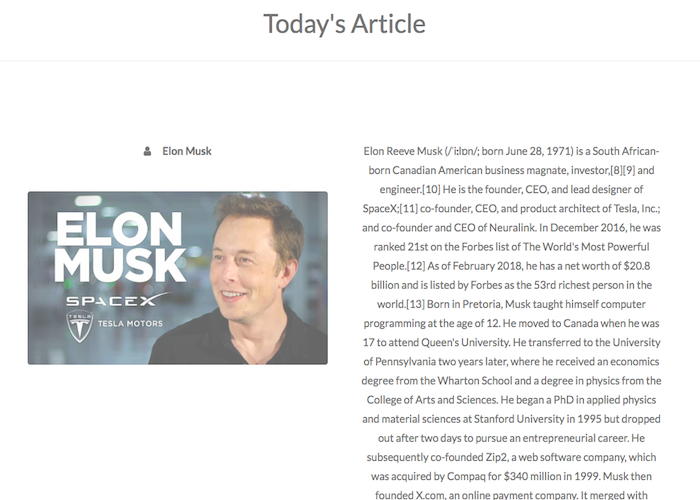 Today's Article
Elon Musk
ELON
MUSK
SPACEX
TESLA
TESLA MOTORS
Elon Reeve Musk (/ˈiːlɒn/; born June 28, 1971) is a South African-
born Canadian American business magnate, investor,[8][9] and
engineer.[10] He is the founder, CEO, and lead designer of
SpaceX;[11] co-founder, CEO, and product architect of Tesla, Inc.;
and co-founder and CEO of Neuralink. In December 2016, he was
ranked 21st on the Forbes list of The World's Most Powerful
People.[12] As of February 2018, he has a net worth of $20.8
billion and is listed by Forbes as the 53rd richest person in the
world.[13] Born in Pretoria, Musk taught himself computer
programming at the age of 12. He moved to Canada when he was
17 to attend Queen's University. He transferred to the University
of Pennsylvania two years later, where he received an economics
degree from the Wharton School and a degree in physics from the
College of Arts and Sciences. He began a PhD in applied physics
and material sciences at Stanford University in 1995 but dropped
out after two days to pursue an entrepreneurial career. He
subsequently co-founded Zip2, a web software company, which
was acquired by Compaq for $340 million in 1999. Musk then
founded X.com, an online payment company. It merged with